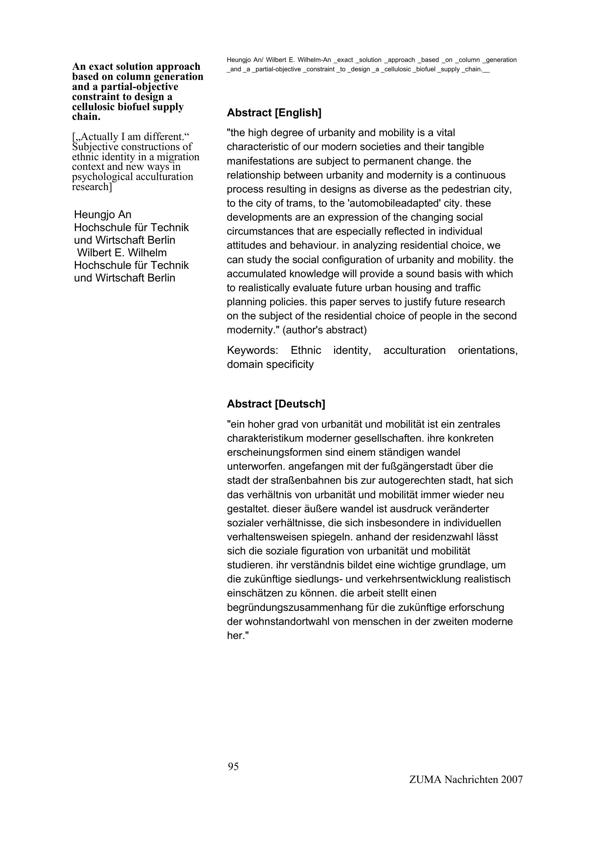 An exact solution approach
based on column generation
and a partial-objective
constraint to design a
cellulosic biofuel supply
chain.
[„Actually I am different.“
Subjective constructions of
ethnic identity in a migration
context and new ways in
psychological acculturation
research]
Heungjo An
Hochschule für Technik
und Wirtschaft Berlin
Wilbert E. Wilhelm
Hochschule für Technik
und Wirtschaft Berlin
Heungjo An/ Wilbert E. Wilhelm-An _exact _solution _approach _based _on _column _generation
_and _a _partial-objective _constraint _to _design _a _cellulosic _biofuel _supply _chain.__
Abstract [English]
"the high degree of urbanity and mobility is a vital
characteristic of our modern societies and their tangible
manifestations are subject to permanent change. the
relationship between urbanity and modernity is a continuous
process resulting in designs as diverse as the pedestrian city,
to the city of trams, to the 'automobileadapted' city. these
developments are an expression of the changing social
circumstances that are especially reflected in individual
attitudes and behaviour. in analyzing residential choice, we
can study the social configuration of urbanity and mobility. the
accumulated knowledge will provide a sound basis with which
to realistically evaluate future urban housing and traffic
planning policies. this paper serves to justify future research
on the subject of the residential choice of people in the second
modernity." (author's abstract)
Keywords: Ethnic identity, acculturation orientations,
domain specificity
Abstract [Deutsch]
"ein hoher grad von urbanität und mobilität ist ein zentrales
charakteristikum moderner gesellschaften. ihre konkreten
erscheinungsformen sind einem ständigen wandel
unterworfen. angefangen mit der fußgängerstadt über die
stadt der straßenbahnen bis zur autogerechten stadt, hat sich
das verhältnis von urbanität und mobilität immer wieder neu
gestaltet. dieser äußere wandel ist ausdruck veränderter
sozialer verhältnisse, die sich insbesondere in individuellen
verhaltensweisen spiegeln. anhand der residenzwahl lässt
sich die soziale figuration von urbanität und mobilität
studieren. ihr verständnis bildet eine wichtige grundlage, um
die zukünftige siedlungs- und verkehrsentwicklung realistisch
einschätzen zu können. die arbeit stellt einen
begründungszusammenhang für die zukünftige erforschung
der wohnstandortwahl von menschen in der zweiten moderne
her."
95
ZUMA Nachrichten 2007